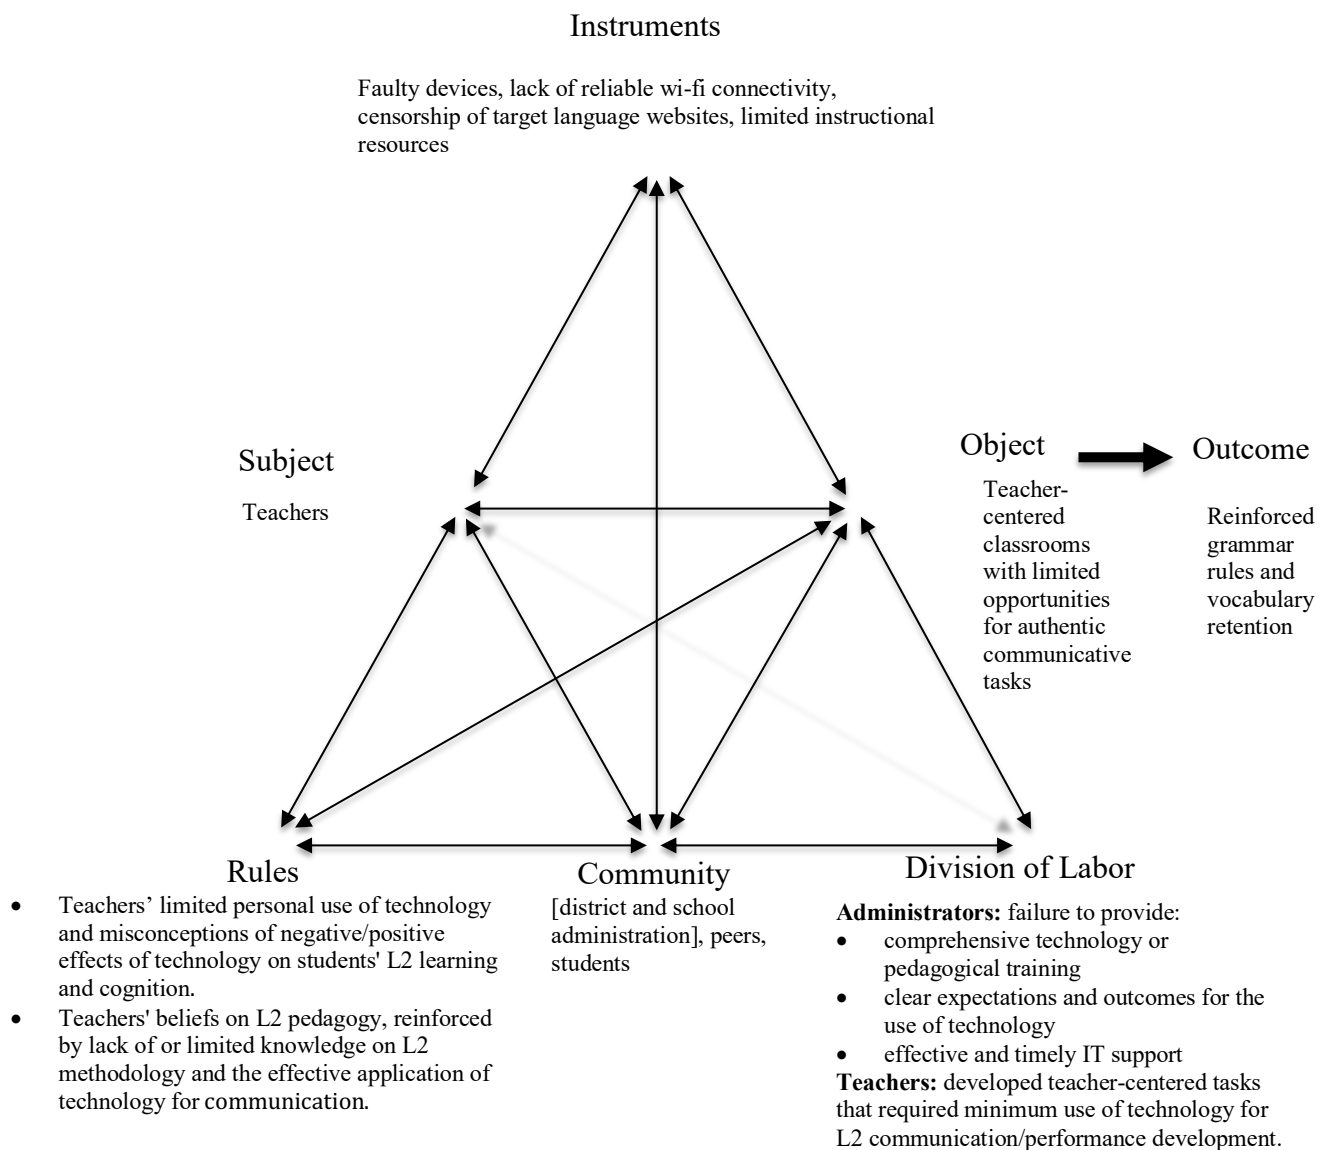 Instruments
Faulty devices, lack of reliable wi-fi connectivity,
censorship of target language websites, limited instructional
resources
Subject
Teachers
Object
Outcome
Teacher-
centered
classrooms
with limited
opportunities
for authentic
communicative
tasks
Reinforced
grammar
rules and
vocabulary
retention
Rules
• Teachers’ limited personal use of technology
and misconceptions of negative/positive
effects of technology on students' L2 learning
and cognition.
• Teachers' beliefs on L2 pedagogy, reinforced
by lack of or limited knowledge on L2
methodology and the effective application of
technology for communication.
Community
[district and school
administration], peers,
students
Division of Labor
Administrators: failure to provide:
• comprehensive technology or
pedagogical training
• clear expectations and outcomes for the
use of technology
• effective and timely IT support
Teachers: developed teacher-centered tasks
that required minimum use of technology for
L2 communication/performance development.